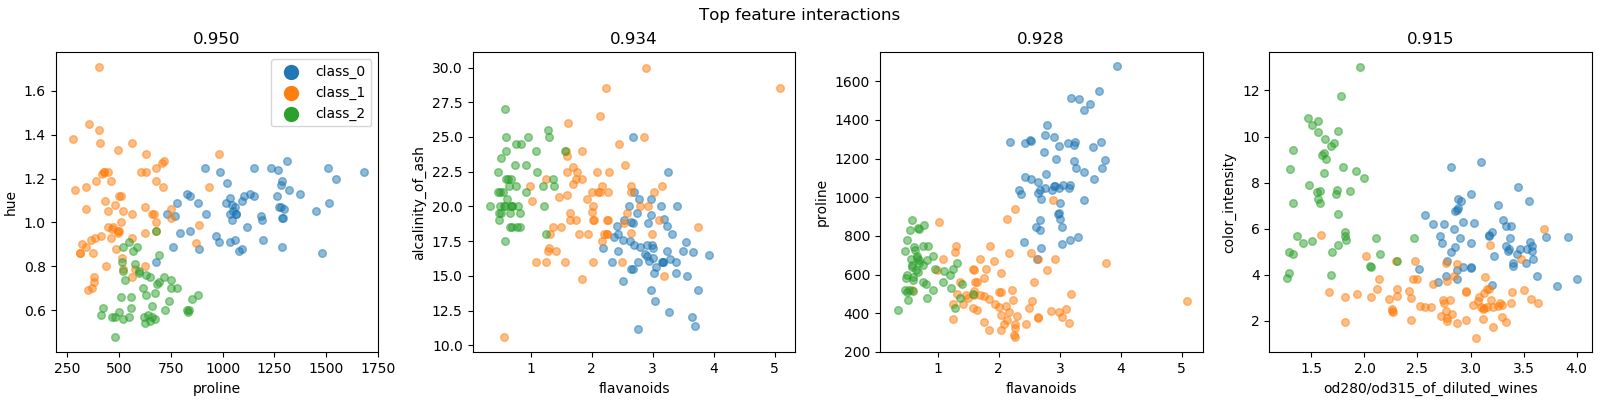 Top feature interactions
0.950
hue
1.6
1.4
1.2
1.0
0.8
0.6
250 500 750 1000 1250 1500 1750
proline
class_0
class_1
class_2
0.934
alcalinity_of_ash
30.0
27.5
25.0
22.5
20.0
17.5
15.0
12.5
10.0
1 2 3 4 5
flavanoids
0.928
proline
1600
1400
1200
1000
800
600
400
200
1 2 3 4 5
flavanoids
0.915
color_intensity
12
10
8
6
4
2
1.5 2.0 2.5 3.0 3.5 4.0
od280/od315_of_diluted_wines